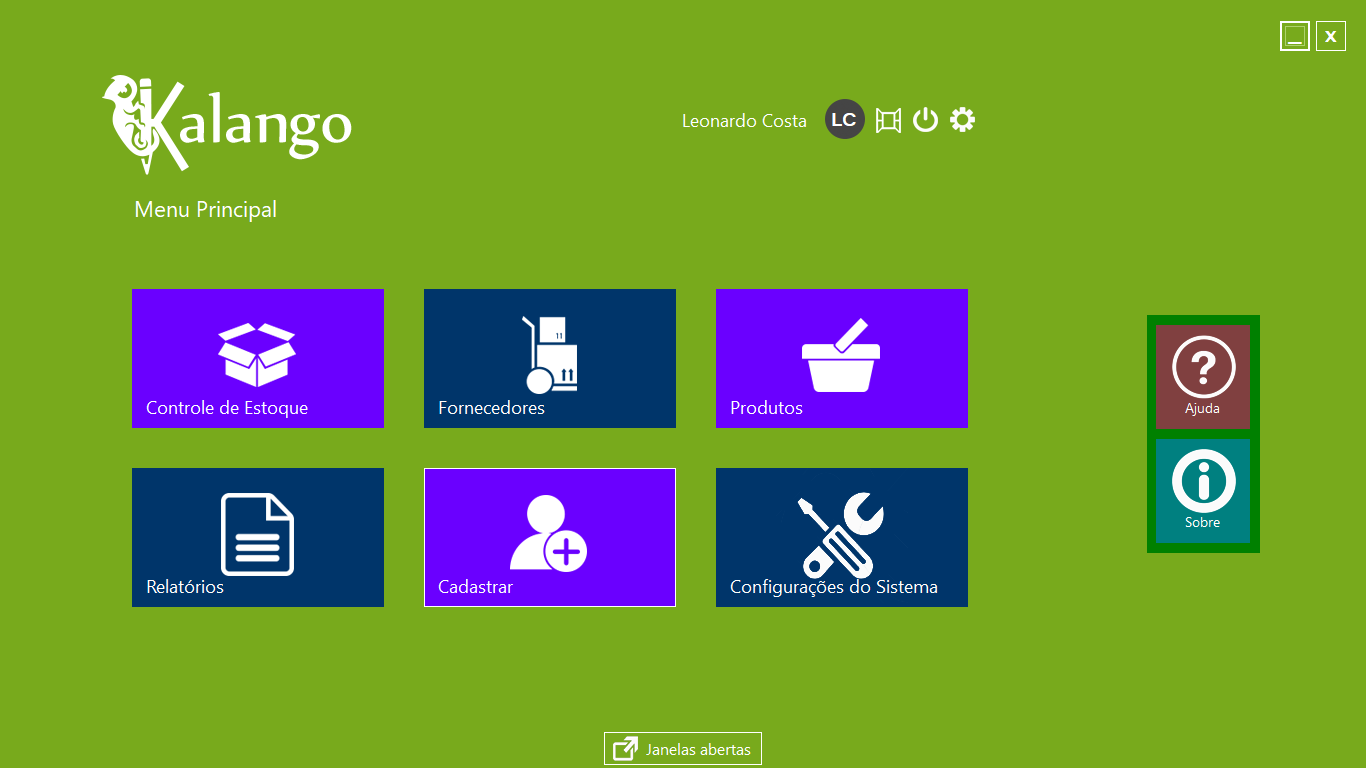 x
Kalango
Leonardo Costa
LC
Menu Principal
Controle de Estoque
Fornecedores
Produtos
Ajuda
Relatórios
Cadastrar
Configurações do Sistema
Sobre
Janelas abertas